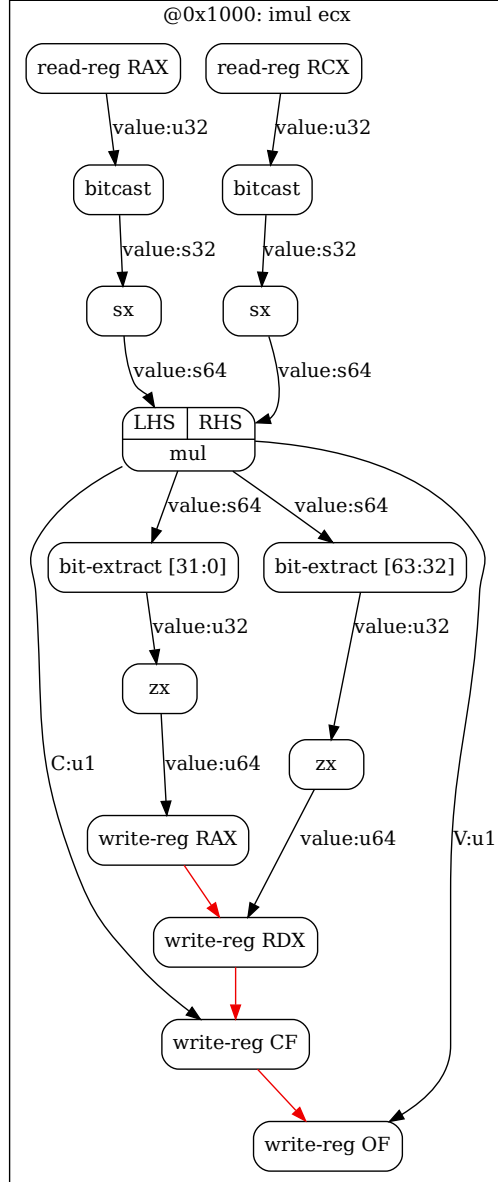 @0x1000: imul ecx
read-reg RAX
read-reg RCX
value:u32
value:u32
bitcast
bitcast
value:s32
value:s32
sx
sx
value:s64
value:s64
LHS
RHS
mul
value:s64
value:s64
bit-extract [31:0]
bit-extract [63:32]
value:u32
value:u32
zx
C:u1
value:u64
zx
write-reg RAX
value:u64
V:u1
write-reg RDX
write-reg CF
write-reg OF